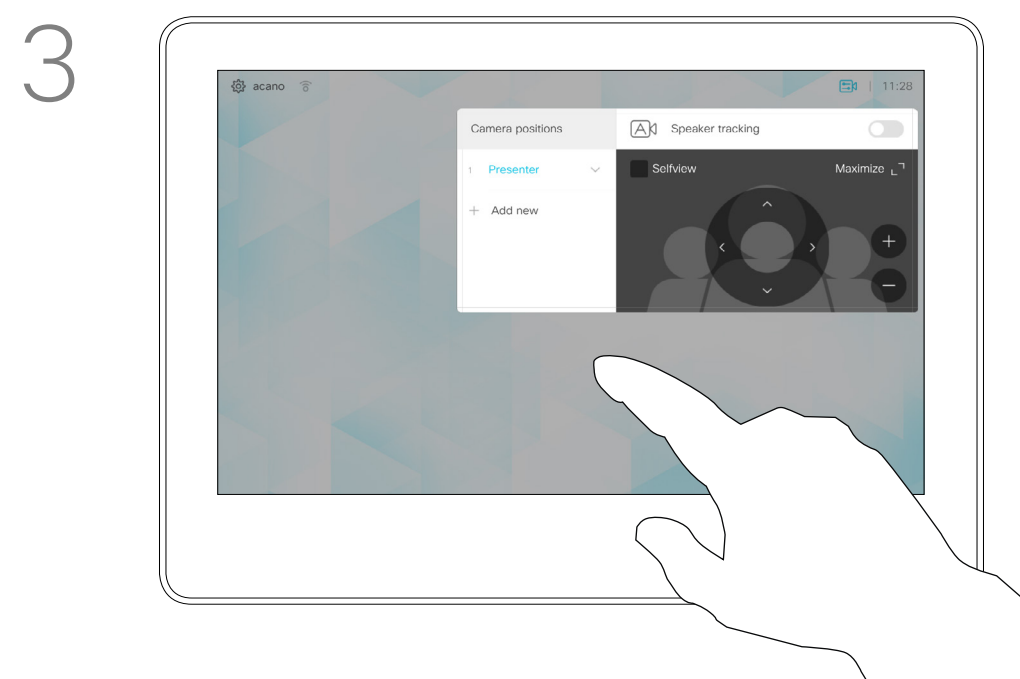 3
acano
11:28
Camera positions
Speaker tracking
1 Presenter
Selfview
Maximize
+ Add new